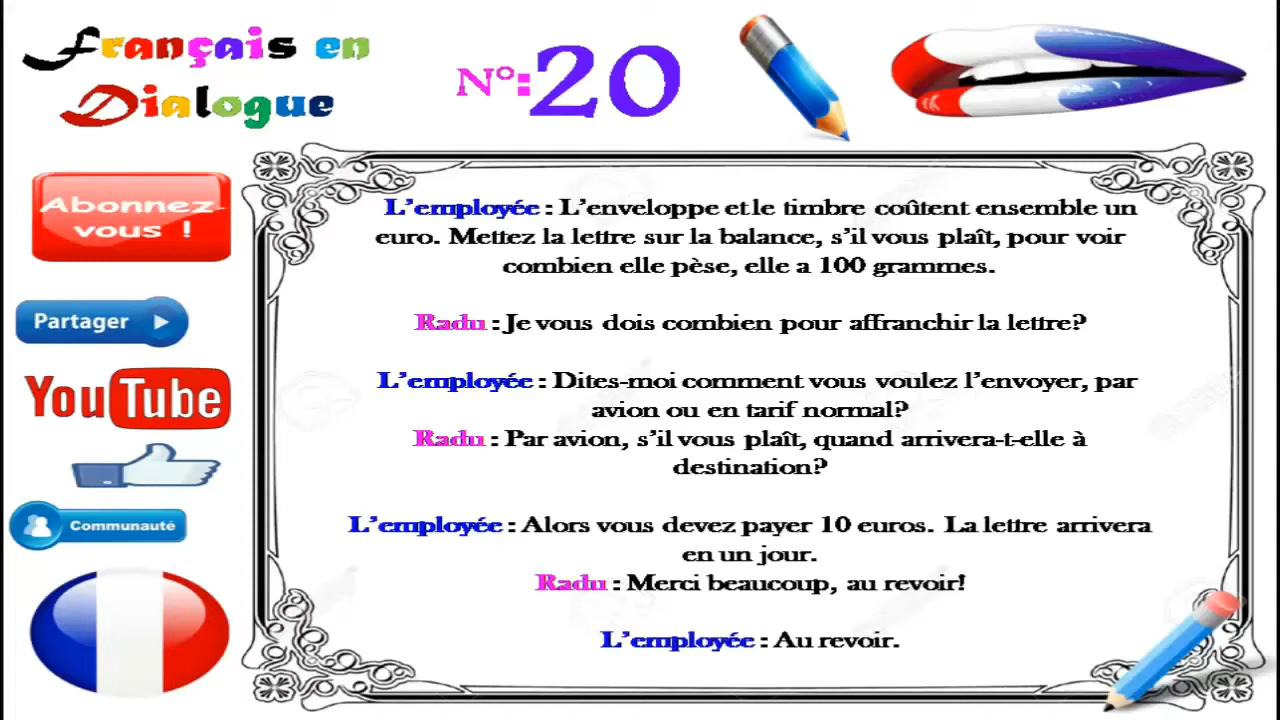 Français en
Dialogue
N°:20
Abonnez-
vous !
Partager
YouTube
Communauté
L'employée : L'enveloppe et le timbre coûtent ensemble un
euro. Mettez la lettre sur la balance, s'il vous plaît, pour voir
combien elle pèse, elle a 100 grammes.
Radu : Je vous dois combien pour affranchir la lettre?
L'employée : Dites-moi comment vous voulez l'envoyer, par
avion ou en tarif normal?
Radu : Par avion, s'il vous plaît, quand arrivera-t-elle à
destination?
L'employée : Alors vous devez payer 10 euros. La lettre arrivera
en un jour.
Radu : Merci beaucoup, au revoir!
L'employée : Au revoir.